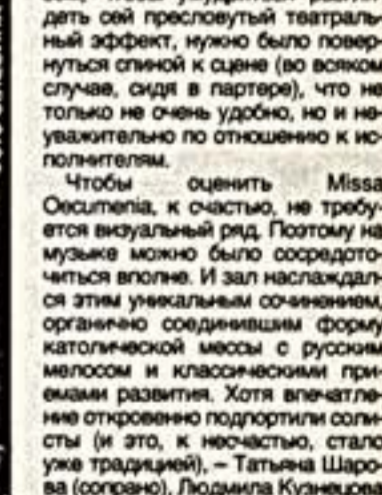 деть сей пресловутый театраль-
ный эффект, нужно было повер-
нуться спиной к сцене (во всяком
случае, сидя в партере), что не
только не очень удобно, но и не-
уважительно по отношению к ис-
полнителям.
Чтобы оценить Missa
Oecumenia, к счастью, не требу-
ется визуальный ряд. Поэтому на
музыке можно было сосредото-
читься вполне. И зал наслаждал-
ся этим уникальным сочинением,
органично соединившим форму
католической мессы с русским
мелосом и классическими при-
емами развития. Хотя впечатле-
ние откровенно подпортили соли-
сты (и это, к несчастью, стало
уже традицией), – Татьяна Шаро-
ва (сопрано), Людмила Кузнецова